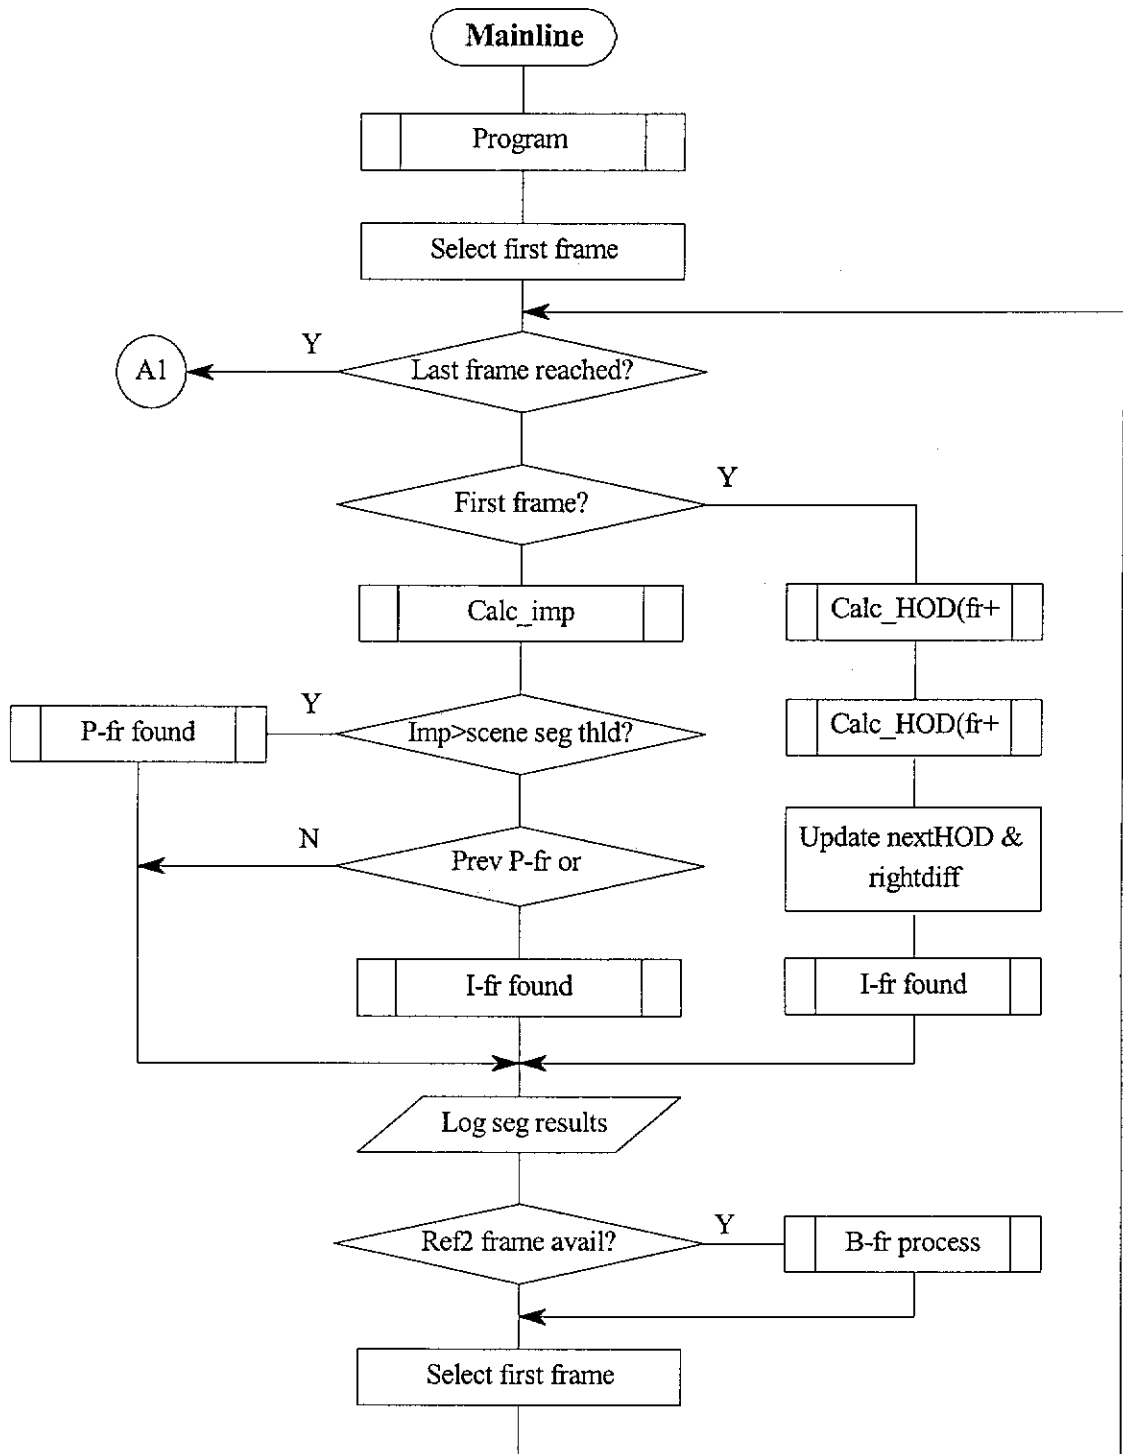 Mainline
Program
Select first frame
Y
A1
Last frame reached?
Y
First frame?
Calc_imp
Calc_HOD(fr+
Y
P-fr found
Imp>scene seg thld?
Calc_HOD(fr+
N
Prev P-fr or
Update nextHOD &
rightdiff
I-fr found
I-fr found
Log seg results
Y
Ref2 frame avail?
B-fr process
Select first frame